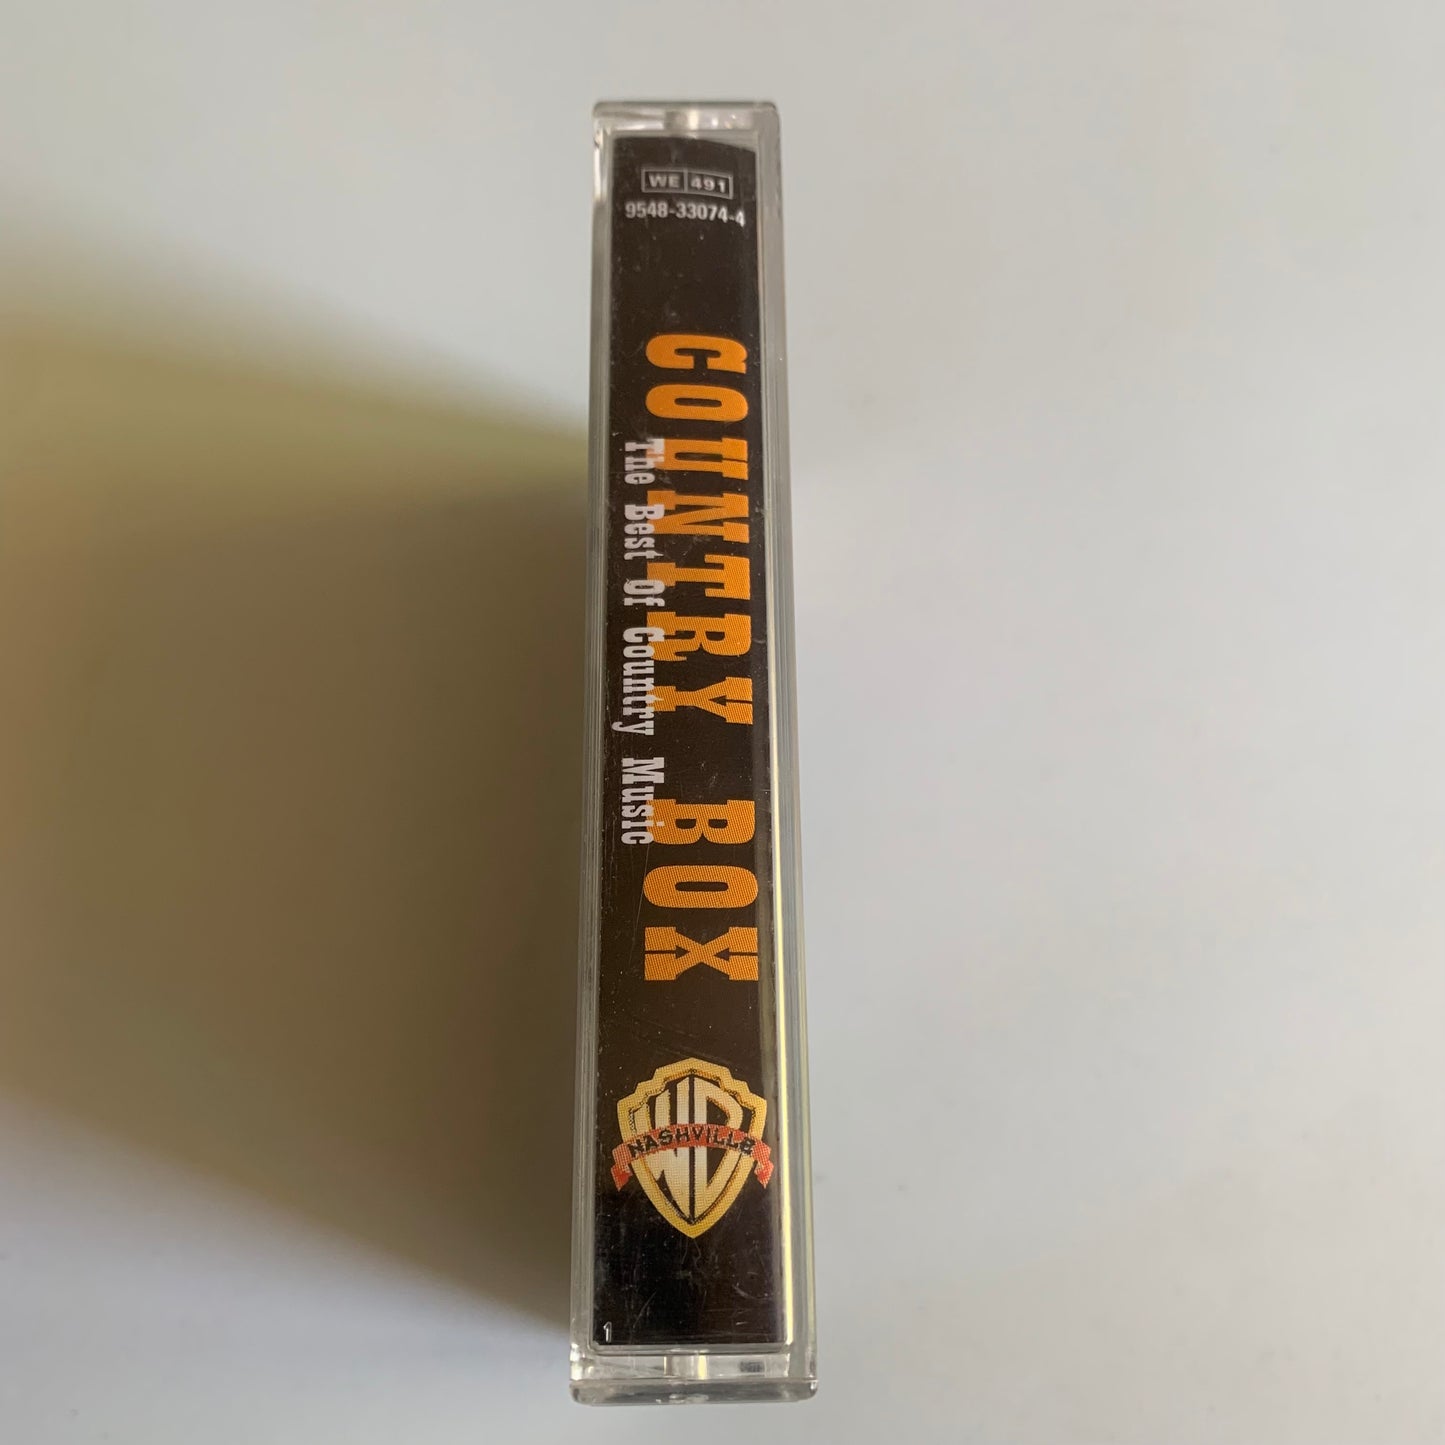 WE 491
9548-33074-4
COUNTRY BOX
The Best Of Country Music
WB
NASHVILLE
1